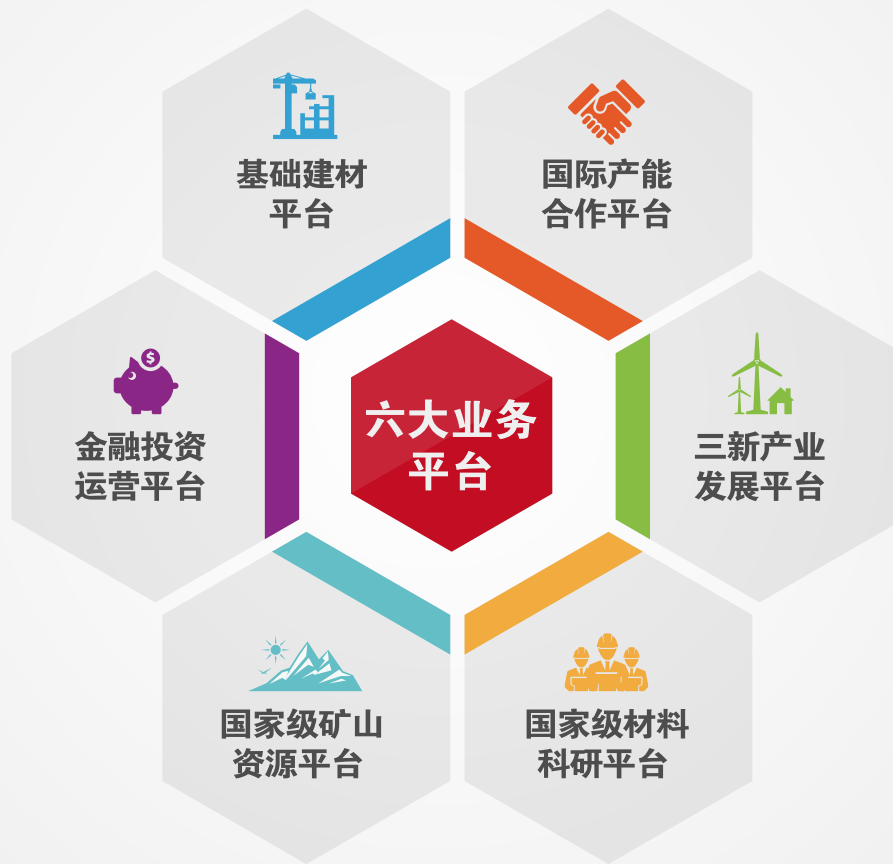 基础建材
平台
国际产能
合作平台
金融投资
运营平台
六大业务
平台
三新产业
发展平台
国家级矿山
资源平台
国家级材料
科研平台